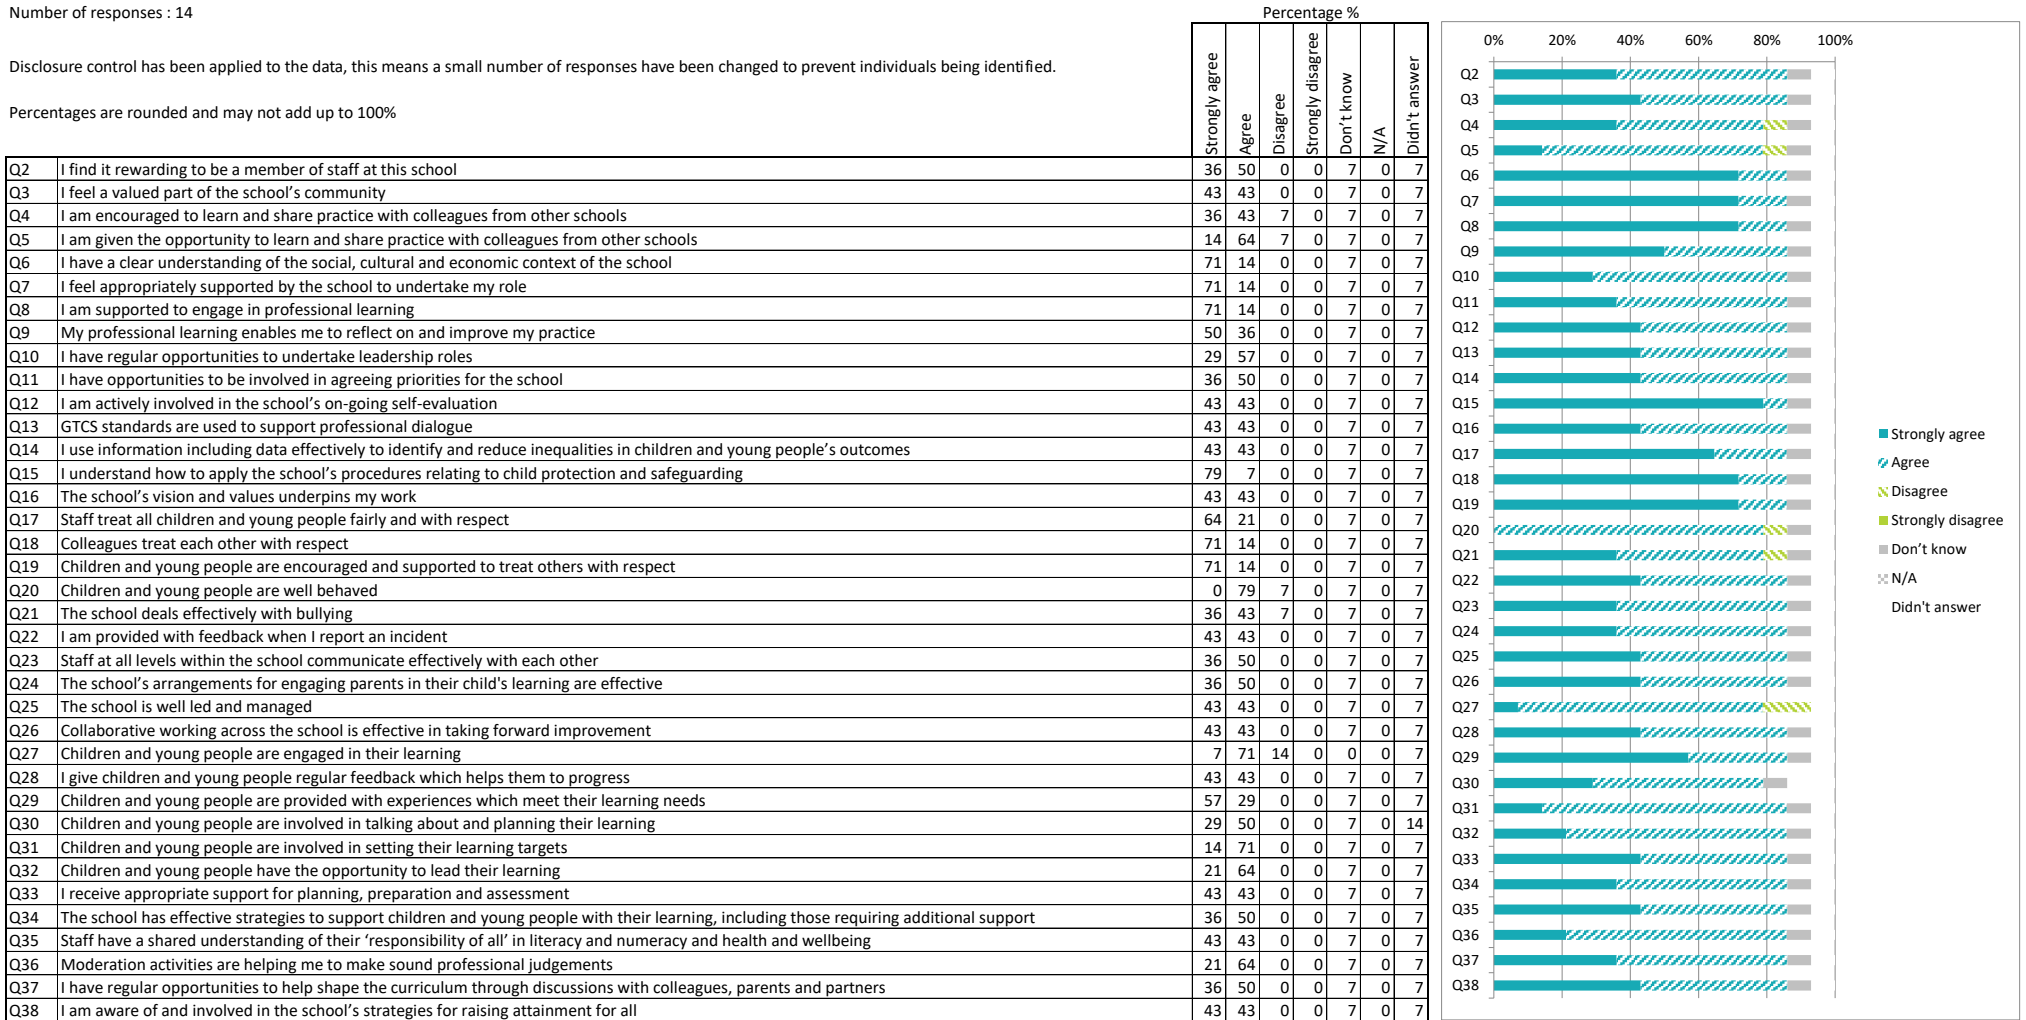 Number of responses : 14
Percentage %
Disclosure control has been applied to the data, this means a small number of responses have been changed to prevent individuals being identified.
Percentages are rounded and may not add up to 100%
Strongly agree
Agree
Disagree
Strongly disagree
Don't know
N/A
Didn't answer
Q2 I find it rewarding to be a member of staff at this school 36 50 0 0 7 0 7
Q3 I feel a valued part of the school’s community 43 43 0 0 7 0 7
Q4 I am encouraged to learn and share practice with colleagues from other schools 36 43 7 0 7 0 7
Q5 I am given the opportunity to learn and share practice with colleagues from other schools 14 64 7 0 7 0 7
Q6 I have a clear understanding of the social, cultural and economic context of the school 71 14 0 0 7 0 7
Q7 I feel appropriately supported by the school to undertake my role 71 14 0 0 7 0 7
Q8 I am supported to engage in professional learning 71 14 0 0 7 0 7
Q9 My professional learning enables me to reflect on and improve my practice 50 36 0 0 7 0 7
Q10 I have regular opportunities to undertake leadership roles 29 57 0 0 7 0 7
Q11 I have opportunities to be involved in agreeing priorities for the school 36 50 0 0 7 0 7
Q12 I am actively involved in the school’s on-going self-evaluation 43 43 0 0 7 0 7
Q13 GTCS standards are used to support professional dialogue 43 43 0 0 7 0 7
Q14 I use information including data effectively to identify and reduce inequalities in children and young people’s outcomes 43 43 0 0 7 0 7
Q15 I understand how to apply the school’s procedures relating to child protection and safeguarding 79 7 0 0 7 0 7
Q16 The school’s vision and values underpins my work 43 43 0 0 7 0 7
Q17 Staff treat all children and young people fairly and with respect 64 21 0 0 7 0 7
Q18 Colleagues treat each other with respect 71 14 0 0 7 0 7
Q19 Children and young people are encouraged and supported to treat others with respect 71 14 0 0 7 0 7
Q20 Children and young people are well behaved 0 79 7 0 7 0 7
Q21 The school deals effectively with bullying 36 43 7 0 7 0 7
Q22 I am provided with feedback when I report an incident 43 43 0 0 7 0 7
Q23 Staff at all levels within the school communicate effectively with each other 36 50 0 0 7 0 7
Q24 The school’s arrangements for engaging parents in their child's learning are effective 36 50 0 0 7 0 7
Q25 The school is well led and managed 43 43 0 0 7 0 7
Q26 Collaborative working across the school is effective in taking forward improvement 43 43 0 0 7 0 7
Q27 Children and young people are engaged in their learning 7 71 14 0 0 0 7
Q28 I give children and young people regular feedback which helps them to progress 43 43 0 0 7 0 7
Q29 Children and young people are provided with experiences which meet their learning needs 57 29 0 0 7 0 7
Q30 Children and young people are involved in talking about and planning their learning 29 50 0 0 7 0 14
Q31 Children and young people are involved in setting their learning targets 14 71 0 0 7 0 7
Q32 Children and young people have the opportunity to lead their learning 21 64 0 0 7 0 7
Q33 I receive appropriate support for planning, preparation and assessment 43 43 0 0 7 0 7
Q34 The school has effective strategies to support children and young people with their learning, including those requiring additional support 36 50 0 0 7 0 7
Q35 Staff have a shared understanding of their ‘responsibility of all’ in literacy and numeracy and health and wellbeing 43 43 0 0 7 0 7
Q36 Moderation activities are helping me to make sound professional judgements 21 64 0 0 7 0 7
Q37 I have regular opportunities to help shape the curriculum through discussions with colleagues, parents and partners 36 50 0 0 7 0 7
Q38 I am aware of and involved in the school’s strategies for raising attainment for all 43 43 0 0 7 0 7
0% 20% 40% 60% 80% 100%
Q2
Q3
Q4
Q5
Q6
Q7
Q8
Q9
Q10
Q11
Q12
Q13
Q14
Q15
Q16
Q17
Q18
Q19
Q20
Q21
Q22
Q23
Q24
Q25
Q26
Q27
Q28
Q29
Q30
Q31
Q32
Q33
Q34
Q35
Q36
Q37
Q38
Strongly agree
Agree
Disagree
Strongly disagree
Don’t know
N/A
Didn't answer